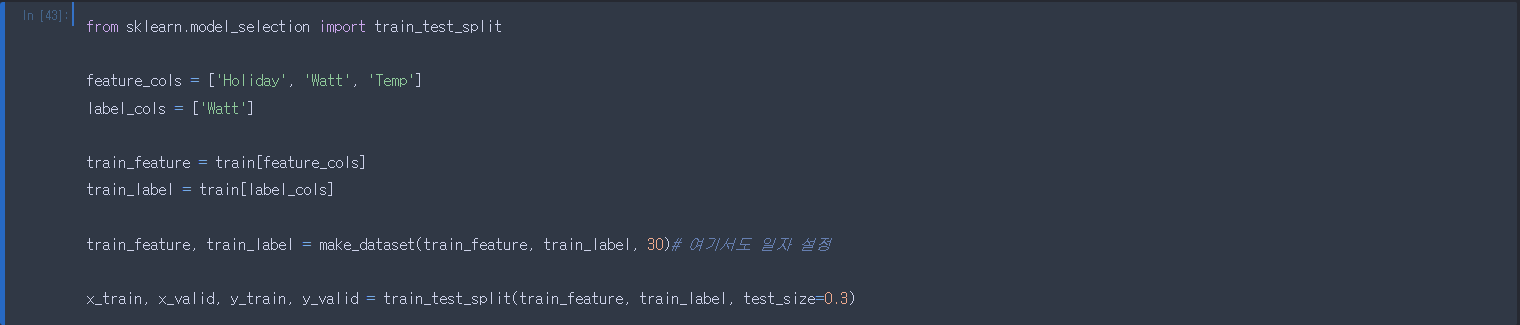 In [43]:
from sklearn.model_selection import train_test_split
feature_cols = ['Holiday', 'Watt', 'Temp']
label_cols = ['Watt']
train_feature = train[feature_cols]
train_label = train[label_cols]
train_feature, train_label = make_dataset(train_feature, train_label, 30)# 여기서도 일자 설정
x_train, x_valid, y_train, y_valid = train_test_split(train_feature, train_label, test_size=0.3)